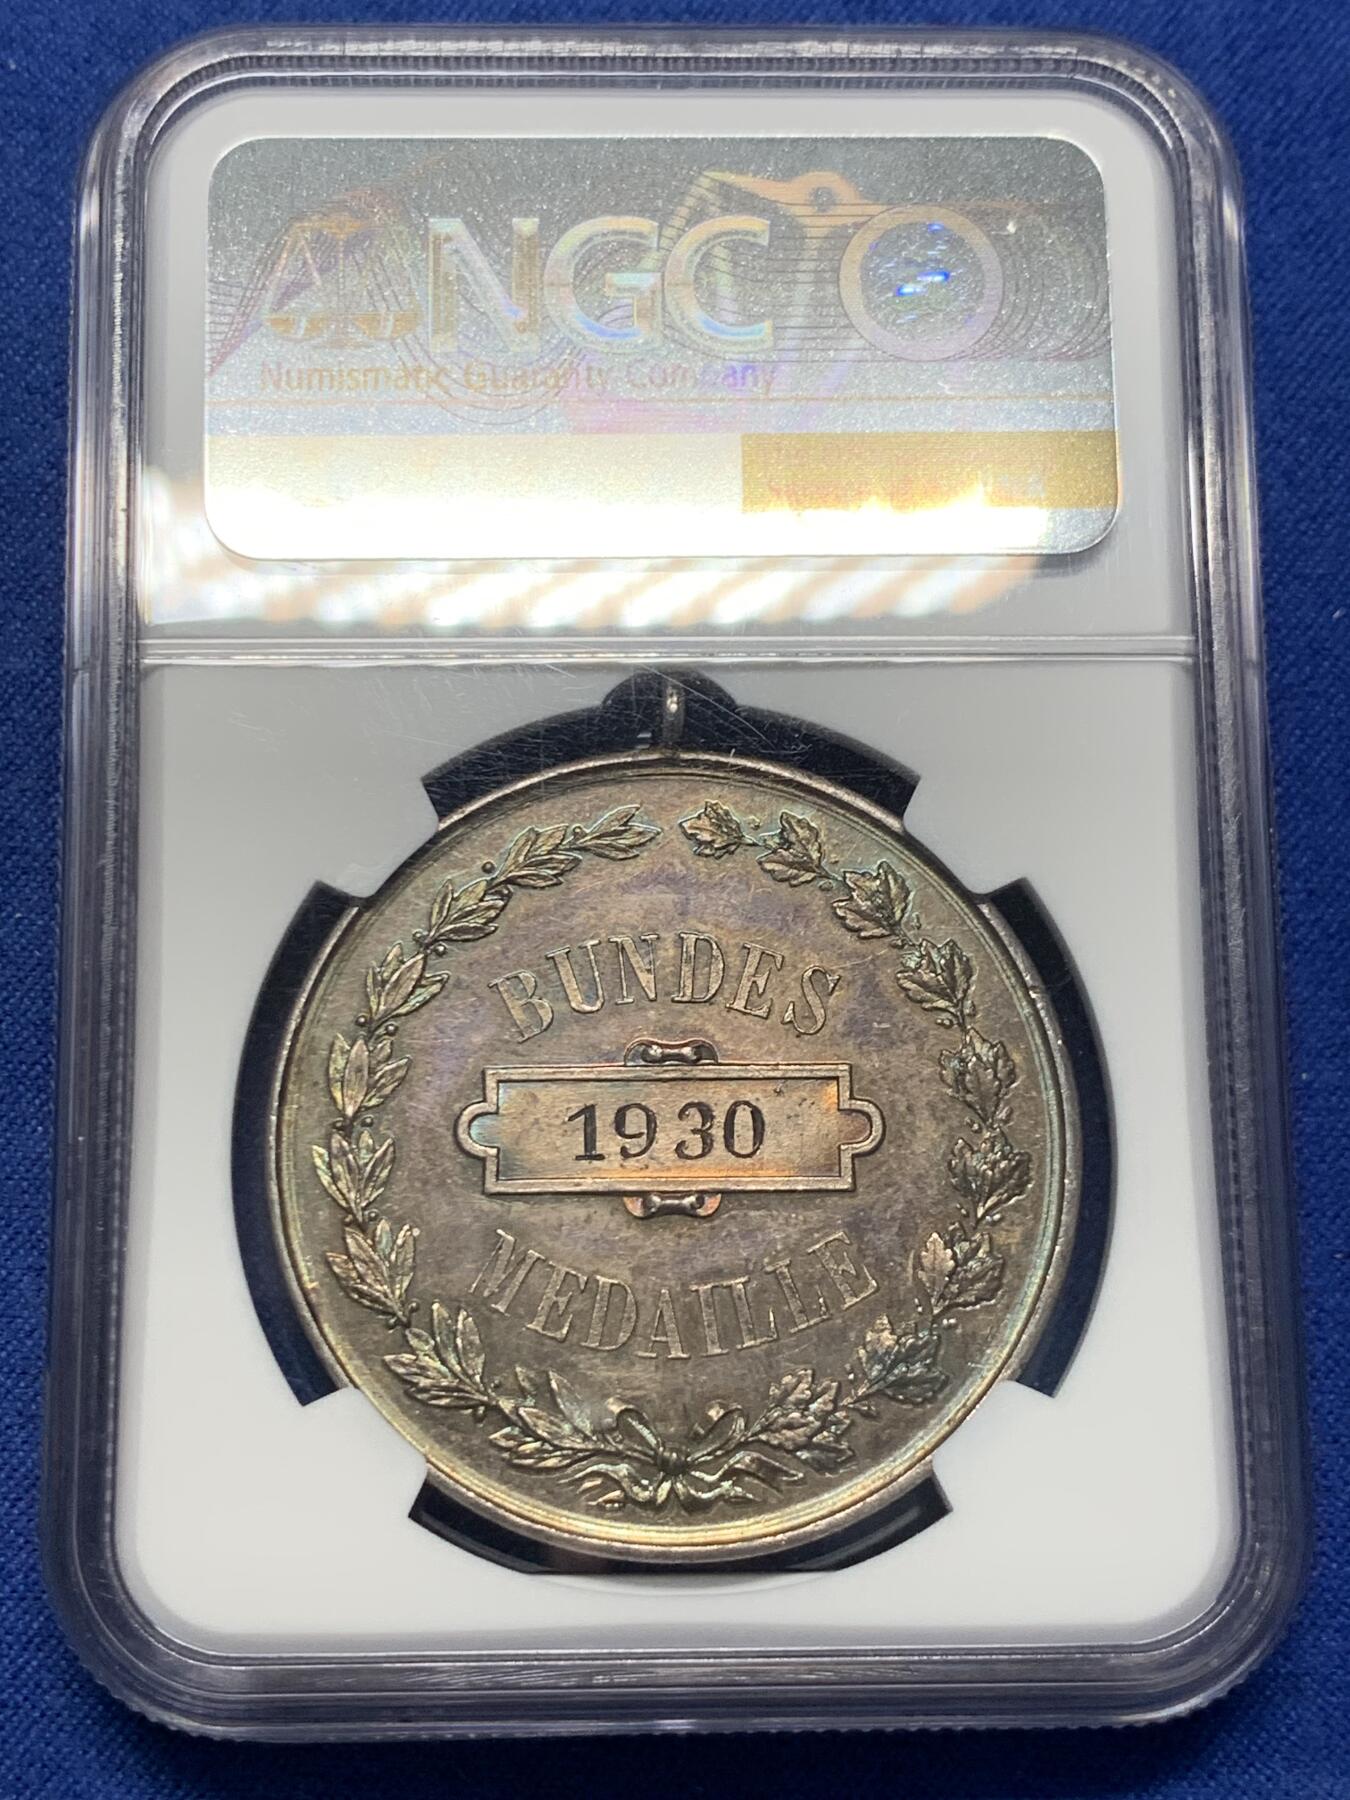 NGC
Numismatic Guaranty Company
BUNDES
1930
MEDAILLE